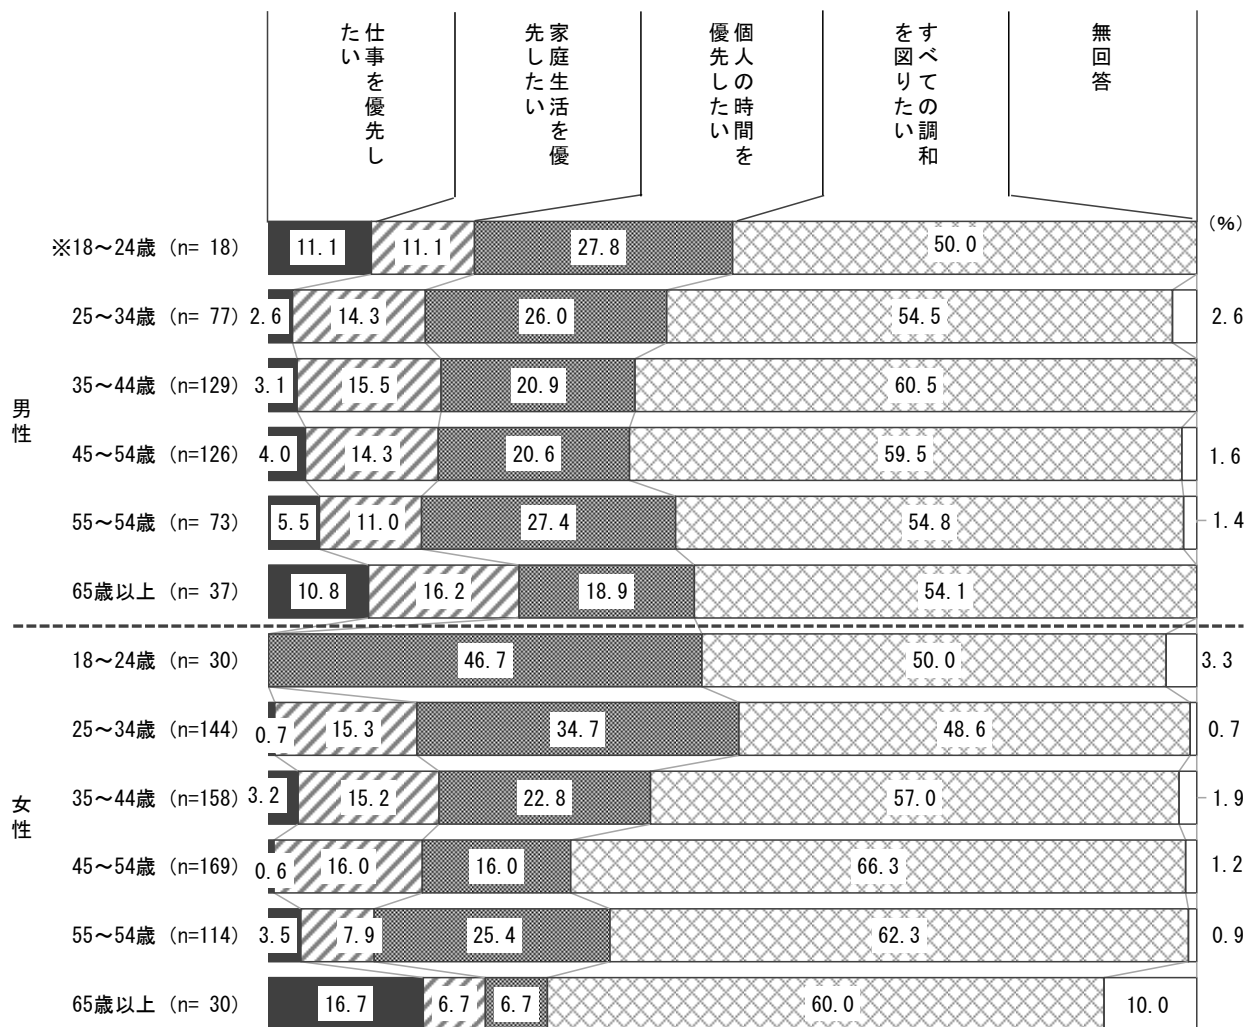 仕事を優先し
たい
家庭生活を優
先したい
個人の時間を
優先したい
すべての調和
を図りたい
無回答
(%)
男性
※18～24歳 (n= 18) 11.1 11.1 27.8 50.0
25～34歳 (n= 77) 2.6 14.3 26.0 54.5 2.6
35～44歳 (n=129) 3.1 15.5 20.9 60.5
45～54歳 (n=126) 4.0 14.3 20.6 59.5 1.6
55～54歳 (n= 73) 5.5 11.0 27.4 54.8 1.4
65歳以上 (n= 37) 10.8 16.2 18.9 54.1
女性
18～24歳 (n= 30) 46.7 50.0 3.3
25～34歳 (n=144) 0.7 15.3 34.7 48.6 0.7
35～44歳 (n=158) 3.2 15.2 22.8 57.0 1.9
45～54歳 (n=169) 0.6 16.0 16.0 66.3 1.2
55～54歳 (n=114) 3.5 7.9 25.4 62.3 0.9
65歳以上 (n= 30) 16.7 6.7 6.7 60.0 10.0